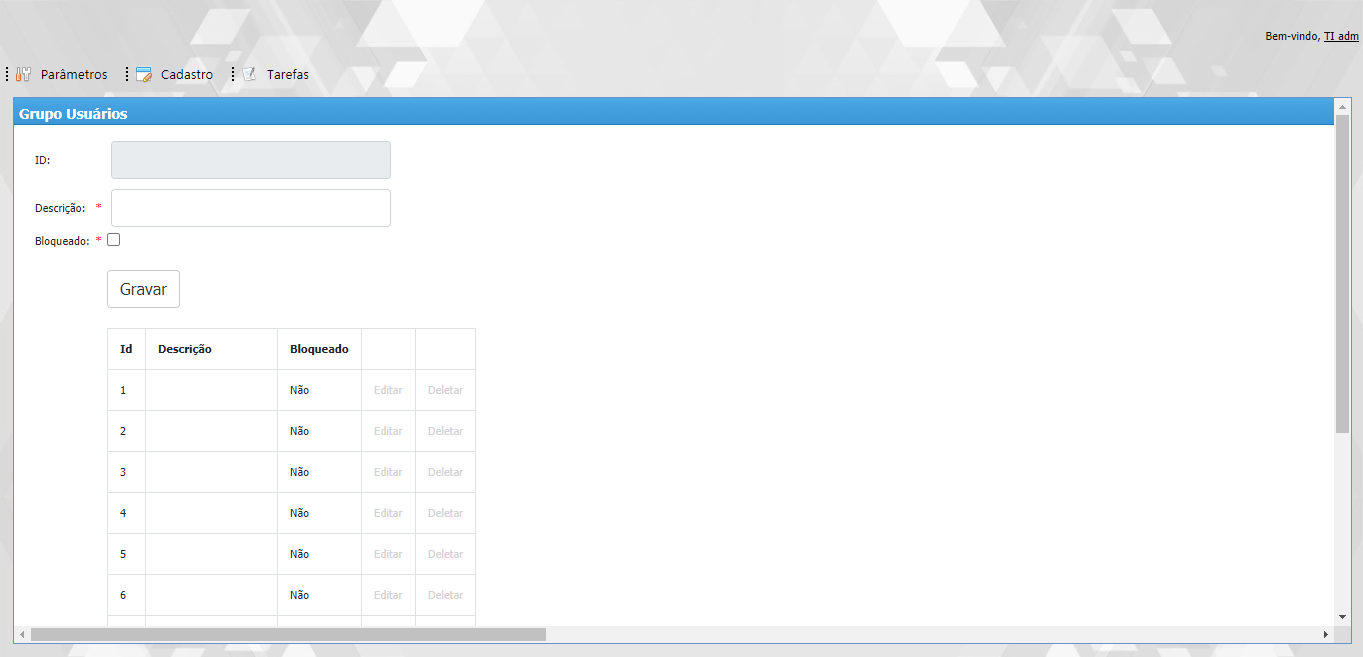 Bem-vindo, TI adm
Parâmetros Cadastro Tarefas
Grupo Usuários
ID:
Descrição: *
Bloqueado: *
Gravar
Id Descrição Bloqueado
1 Não Editar Deletar
2 Não Editar Deletar
3 Não Editar Deletar
4 Não Editar Deletar
5 Não Editar Deletar
6 Não Editar Deletar